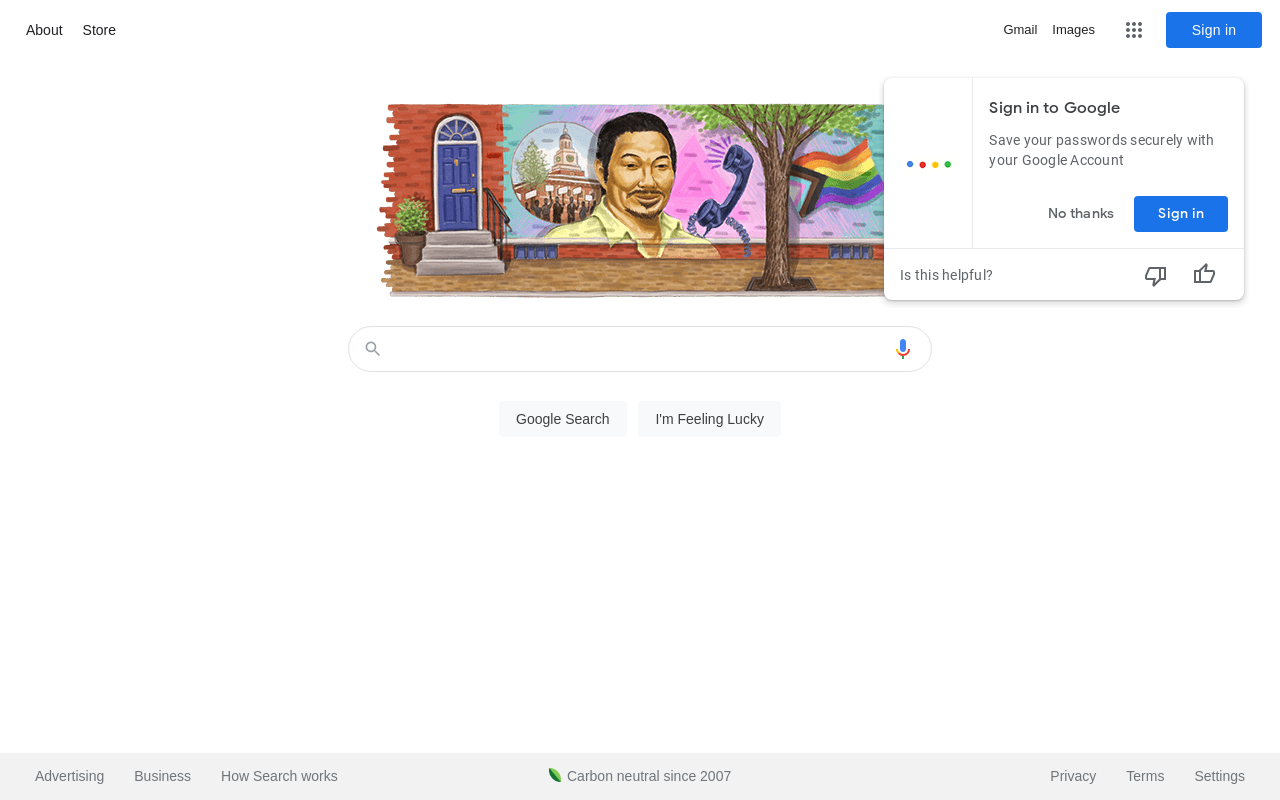 About
Store
Gmail
Images
Sign in
Sign in to Google
Save your passwords securely with
your Google Account
No thanks
Sign in
Is this helpful?
Google Search
I'm Feeling Lucky
Advertising
Business
How Search works
Carbon neutral since 2007
Privacy
Terms
Settings